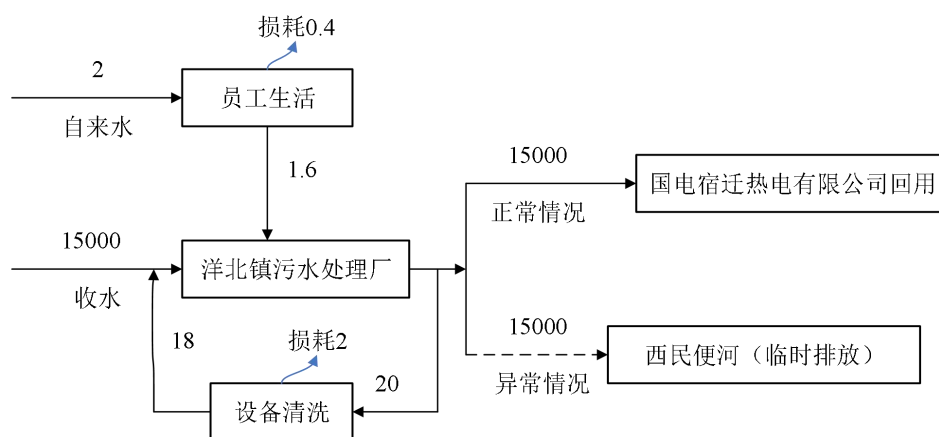 损耗0.4
2
员工生活
自来水
1.6
15000
国电宿迁热电有限公司回用
正常情况
15000
洋北镇污水处理厂
收水
15000
西民便河（临时排放）
异常情况
18
损耗2
20
设备清洗